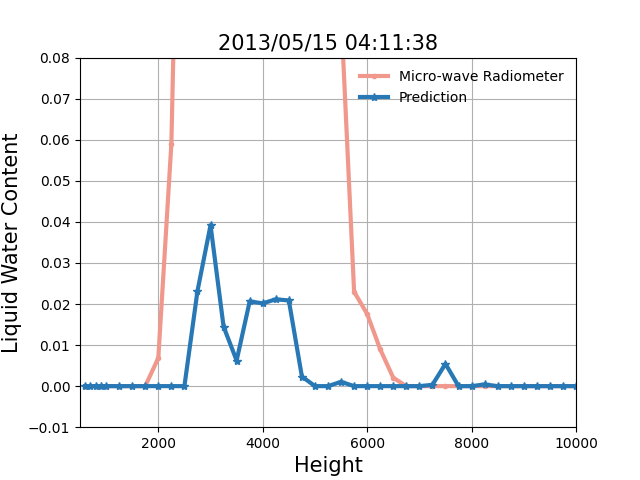 2013/05/15 04:11:38
0.08
0.07
0.06
0.05
0.04
0.03
0.02
0.01
0.00
−0.01
Liquid Water Content
Micro-wave Radiometer
Prediction
2000 4000 6000 8000 10000
Height